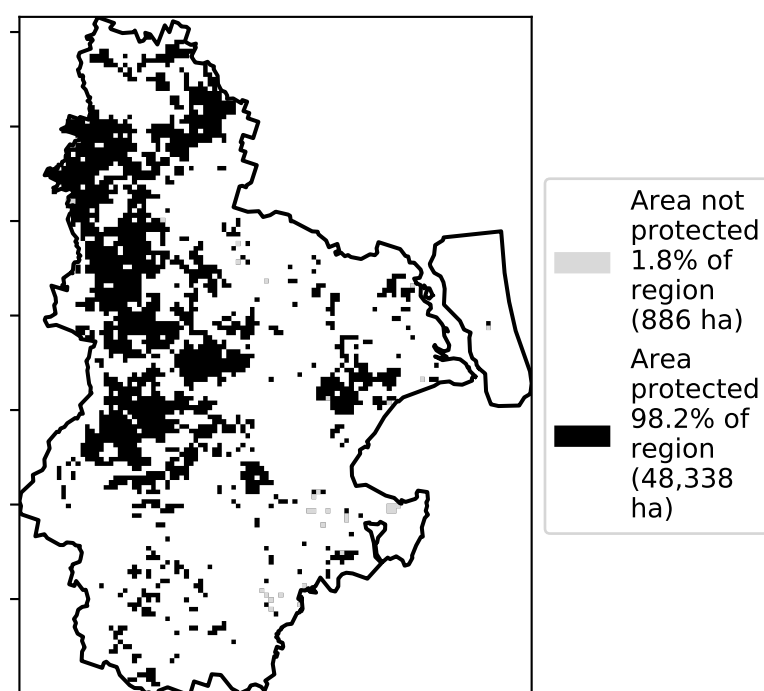 Area not
protected
1.8% of
region
(886 ha)
Area
protected
98.2% of
region
(48,338
ha)